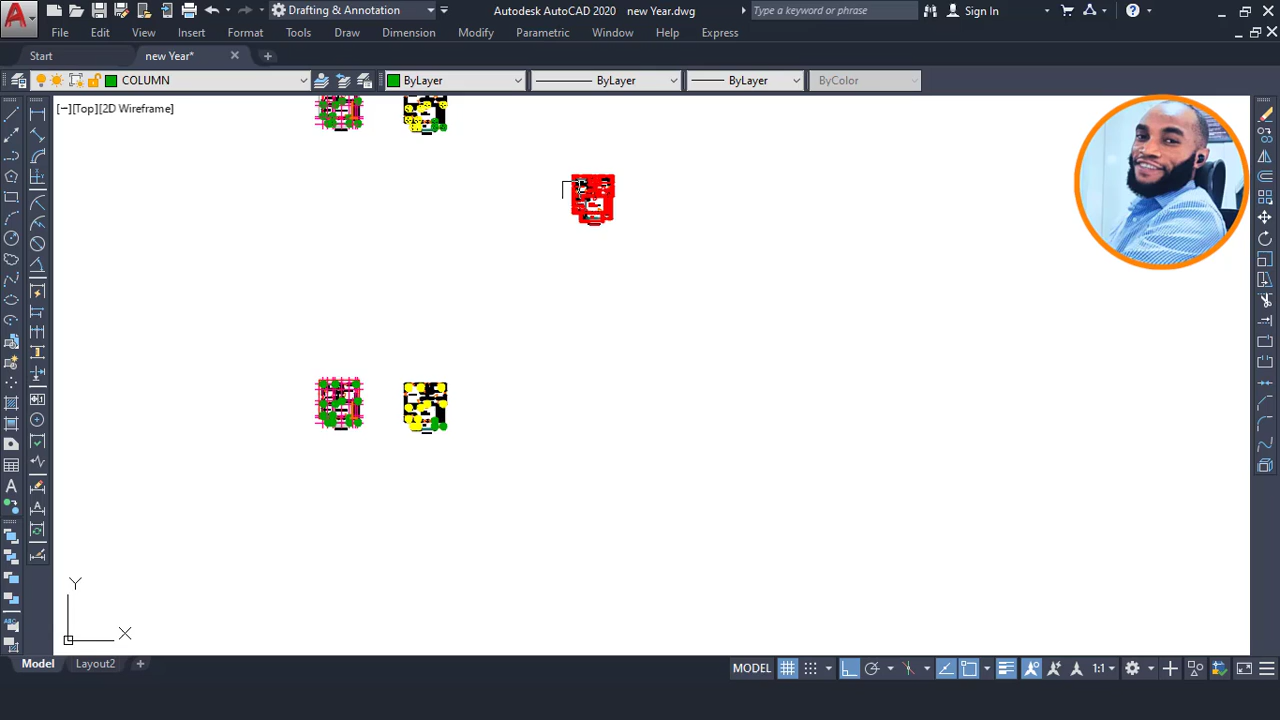 Drafting & Annotation
Autodesk AutoCAD 2020 new Year.dwg
Type a keyword or phrase
Sign In
File Edit View Insert Format Tools Draw Dimension Modify Parametric Window Help Express
Start
new Year*
COLUMN
ByLayer
ByLayer
ByLayer
ByColor
[−][Top][2D Wireframe]
Y
X
Model
Layout2
MODEL
1:1